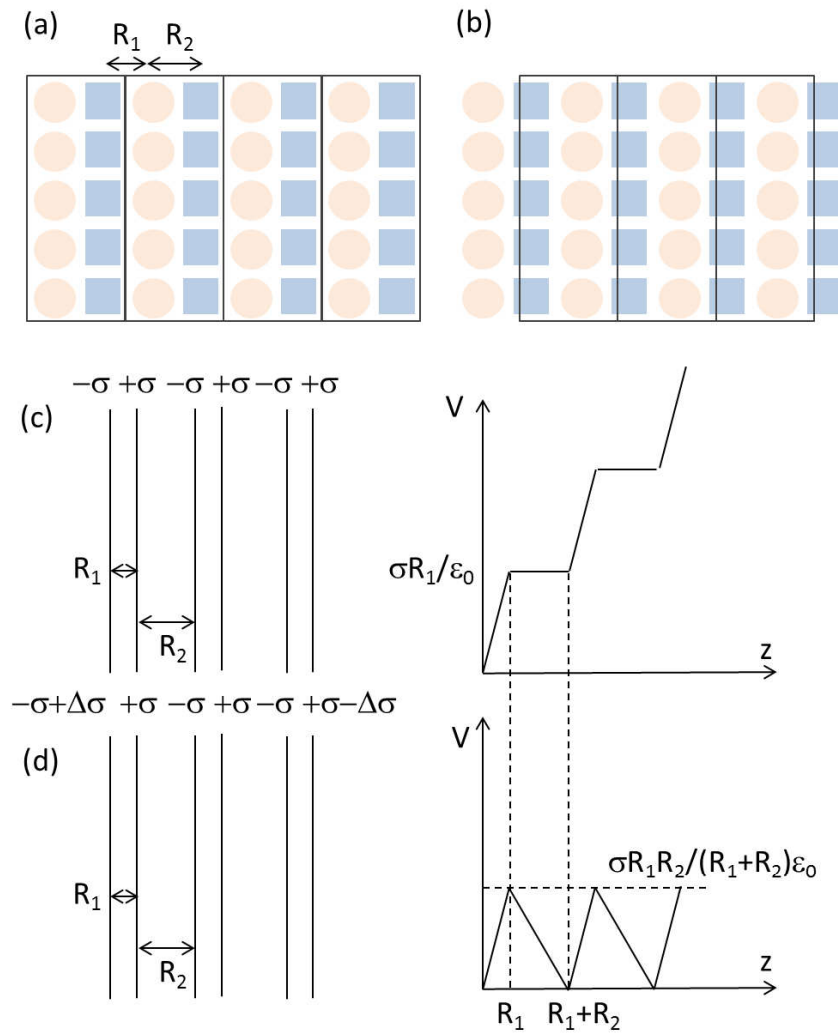 (a)
R₁ R₂
(b)
−σ +σ −σ +σ −σ +σ
(c)
R₁
R₂
V
σR₁/ε₀
z
−σ+Δσ +σ −σ +σ −σ +σ−Δσ
(d)
R₁
R₂
V
σR₁R₂/(R₁+R₂)ε₀
z
R₁ R₁+R₂